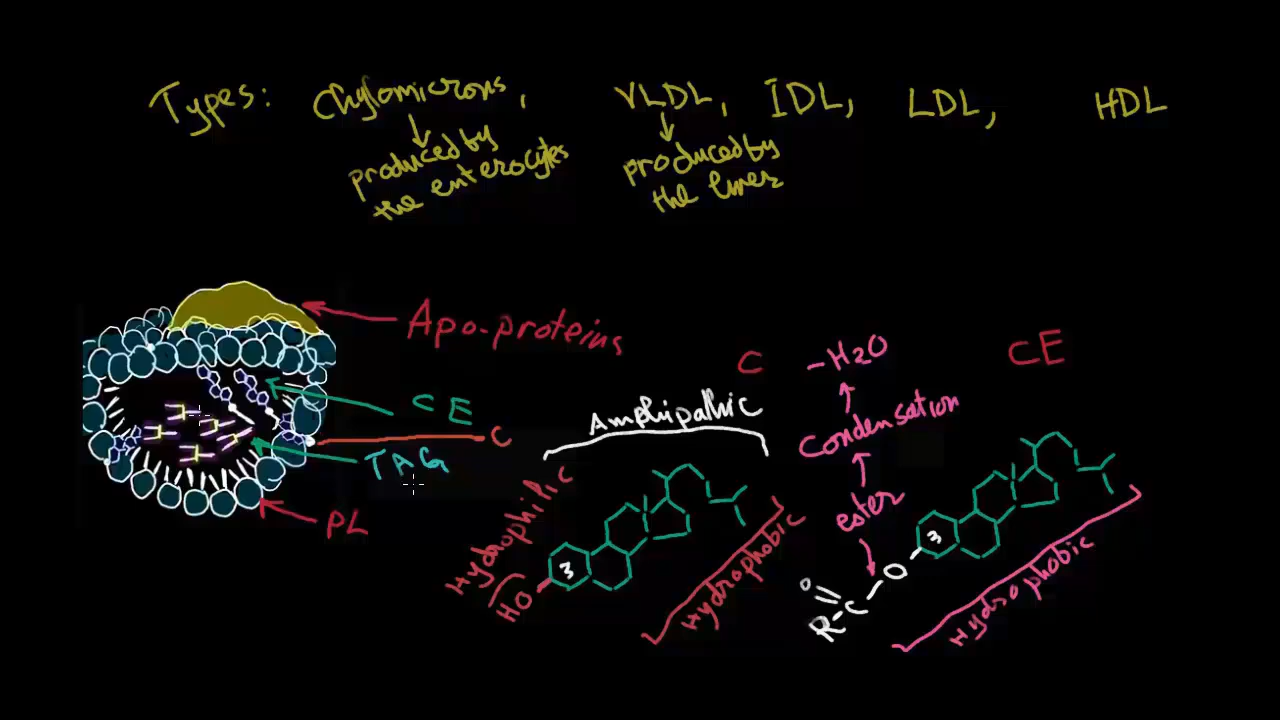 Types: Chylomicrons, VLDL, IDL, LDL, HDL
produced by
the enterocytes
produced by
the liver
Apo-proteins
C
-H2O
CE
CE
Amphipathic
Condensation
C
TAG
Hydrophilic
ester
PL
3
HO
Hydrophobic
3
O
O
C
R
Hydrophobic